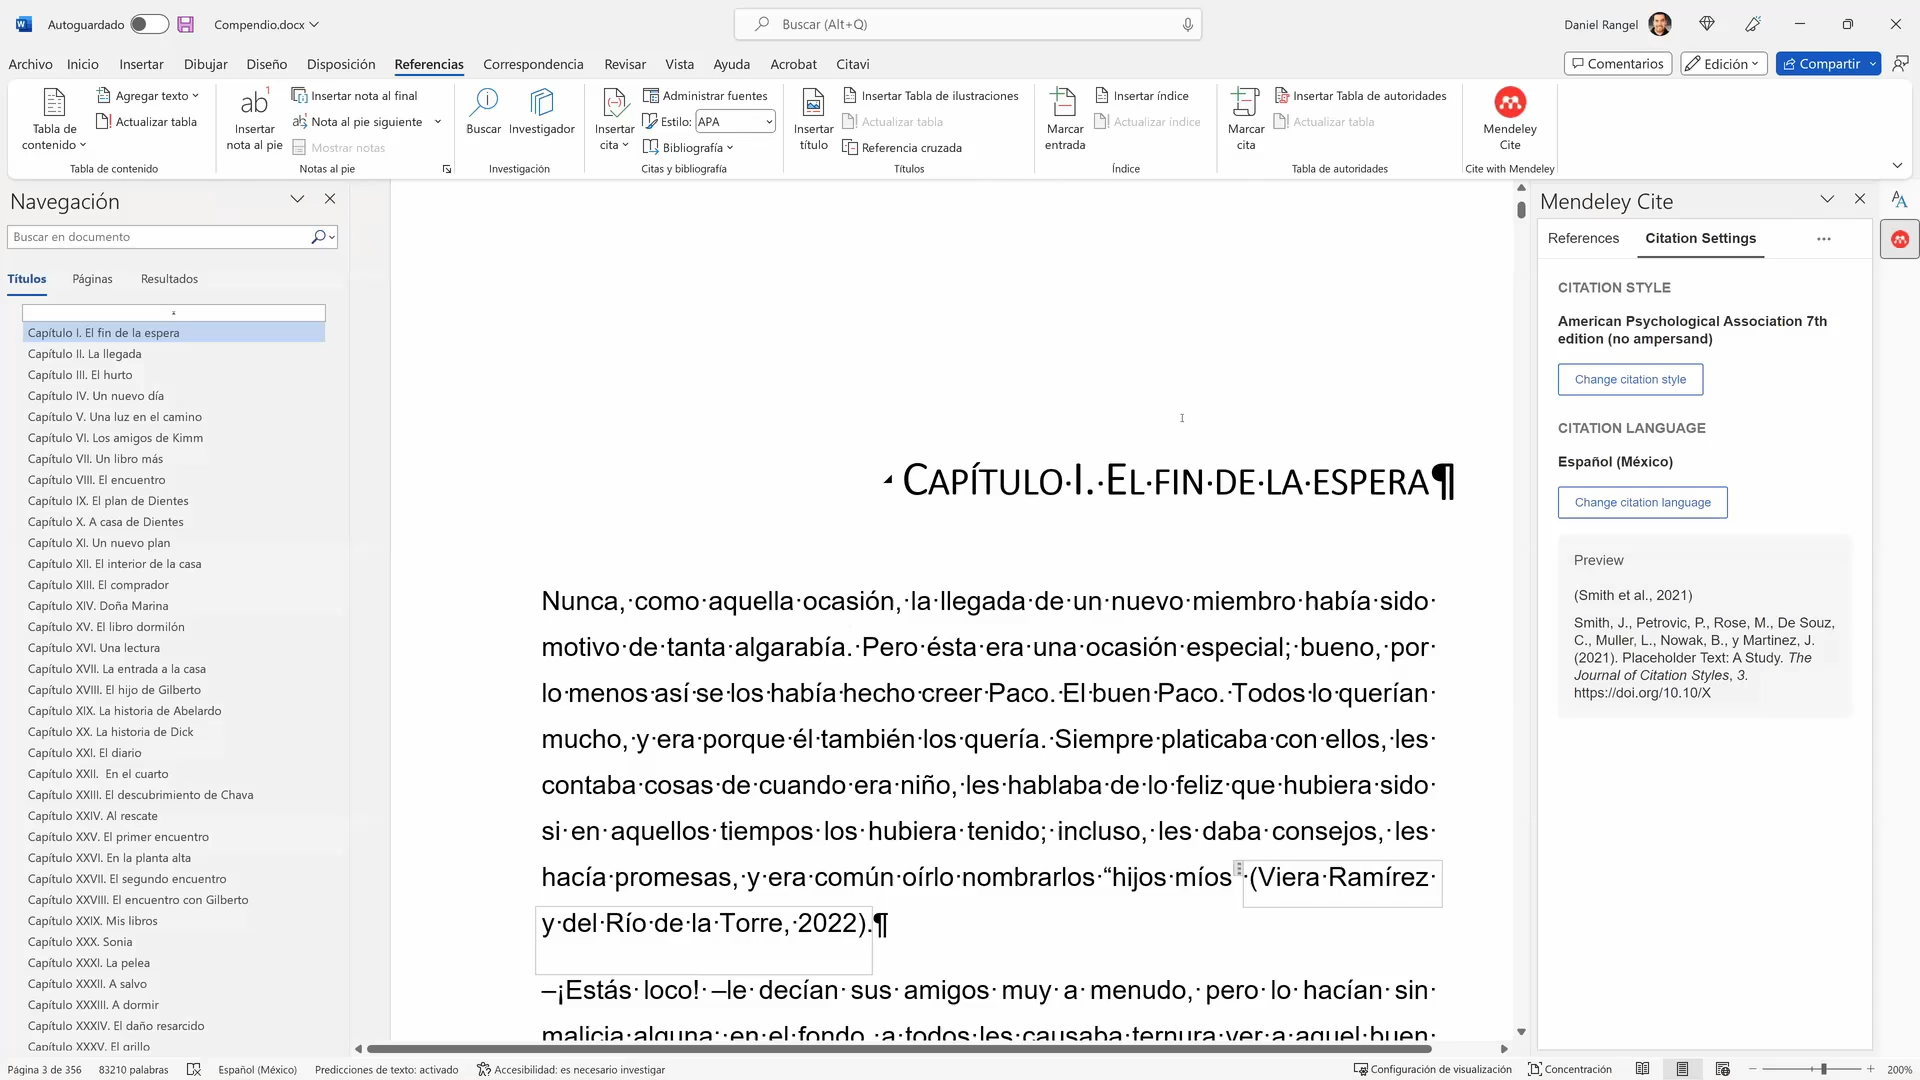 Autoguardado
Compendio.docx
Buscar (Alt+Q)
Daniel Rangel
Archivo Inicio Insertar Dibujar Diseño Disposición Referencias Correspondencia Revisar Vista Ayuda Acrobat Citavi
Comentarios Edición Compartir
Tabla de contenido
Agregar texto
Actualizar tabla
Tabla de contenido
ab
Insertar nota al pie
Insertar nota al final
Nota al pie siguiente
Mostrar notas
Notas al pie
Buscar
Investigador
Investigación
Insertar cita
Administrar fuentes
Estilo: APA
Bibliografía
Citas y bibliografía
Insertar título
Insertar Tabla de ilustraciones
Actualizar tabla
Referencia cruzada
Títulos
Marcar entrada
Insertar índice
Actualizar índice
Índice
Marcar cita
Insertar Tabla de autoridades
Actualizar tabla
Tabla de autoridades
Mendeley Cite
Cite with Mendeley
Navegación
Buscar en documento
Títulos Páginas Resultados
Capítulo I. El fin de la espera
Capítulo II. La llegada
Capítulo III. El hurto
Capítulo IV. Un nuevo día
Capítulo V. Una luz en el camino
Capítulo VI. Los amigos de Kimm
Capítulo VII. Un libro más
Capítulo VIII. El encuentro
Capítulo IX. El plan de Dientes
Capítulo X. A casa de Dientes
Capítulo XI. Un nuevo plan
Capítulo XII. El interior de la casa
Capítulo XIII. El comprador
Capítulo XIV. Doña Marina
Capítulo XV. El libro dormilón
Capítulo XVI. Una lectura
Capítulo XVII. La entrada a la casa
Capítulo XVIII. El hijo de Gilberto
Capítulo XIX. La historia de Abelardo
Capítulo XX. La historia de Dick
Capítulo XXI. El diario
Capítulo XXII.  En el cuarto
Capítulo XXIII. El descubrimiento de Chava
Capítulo XXIV. Al rescate
Capítulo XXV. El primer encuentro
Capítulo XXVI. En la planta alta
Capítulo XXVII. El segundo encuentro
Capítulo XXVIII. El encuentro con Gilberto
Capítulo XXIX. Mis libros
Capítulo XXX. Sonia
Capítulo XXXI. La pelea
Capítulo XXXII. A salvo
Capítulo XXXIII. A dormir
Capítulo XXXIV. El daño resarcido
Capítulo XXXV. El grillo
CAPÍTULO·I.·EL·FIN·DE·LA·ESPERA¶
Nunca,·como·aquella·ocasión,·la·llegada·de·un·nuevo·miembro·había·sido·
motivo·de·tanta·algarabía.·Pero·ésta·era·una·ocasión·especial;·bueno,·por·
lo·menos·así·se·los·había·hecho·creer·Paco.·El·buen·Paco.·Todos·lo·querían·
mucho,·y·era·porque·él·también·los·quería.·Siempre·platicaba·con·ellos,·les·
contaba·cosas·de·cuando·era·niño,·les·hablaba·de·lo·feliz·que·hubiera·sido·
si·en·aquellos·tiempos·los·hubiera·tenido;·incluso,·les·daba·consejos,·les·
hacía·promesas,·y·era·común·oírlo·nombrarlos·“hijos·míos”·(Viera·Ramírez·
y·del·Río·de·la·Torre,·2022).¶
–¡Estás·loco!·–le·decían·sus·amigos·muy·a·menudo,·pero·lo·hacían·sin·
malicia·alguna;·en·el·fondo,·a·todos·les·causaba·ternura·ver·a·aquel·buen·
Mendeley Cite
References Citation Settings ...
CITATION STYLE
American Psychological Association 7th
edition (no ampersand)
Change citation style
CITATION LANGUAGE
Español (México)
Change citation language
Preview
(Smith et al., 2021)
Smith, J., Petrovic, P., Rose, M., De Souz,
C., Muller, L., Nowak, B., y Martinez, J.
(2021). Placeholder Text: A Study. The
Journal of Citation Styles, 3.
https://doi.org/10.10/X
Página 3 de 356 83210 palabras Español (México) Predicciones de texto: activado Accesibilidad: es necesario investigar Configuración de visualización Concentración 200%